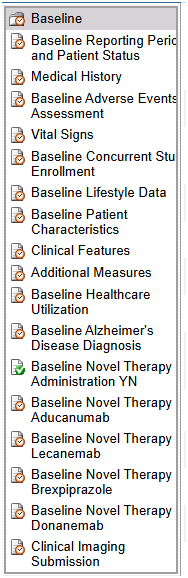 Baseline
Baseline Reporting Peric
and Patient Status
Medical History
Baseline Adverse Events
Assessment
Vital Signs
Baseline Concurrent Stu
Enrollment
Baseline Lifestyle Data
Baseline Patient
Characteristics
Clinical Features
Additional Measures
Baseline Healthcare
Utilization
Baseline Alzheimer's
Disease Diagnosis
Baseline Novel Therapy
Administration YN
Baseline Novel Therapy
Aducanumab
Baseline Novel Therapy
Lecanemab
Baseline Novel Therapy
Brexpiprazole
Baseline Novel Therapy
Donanemab
Clinical Imaging
Submission